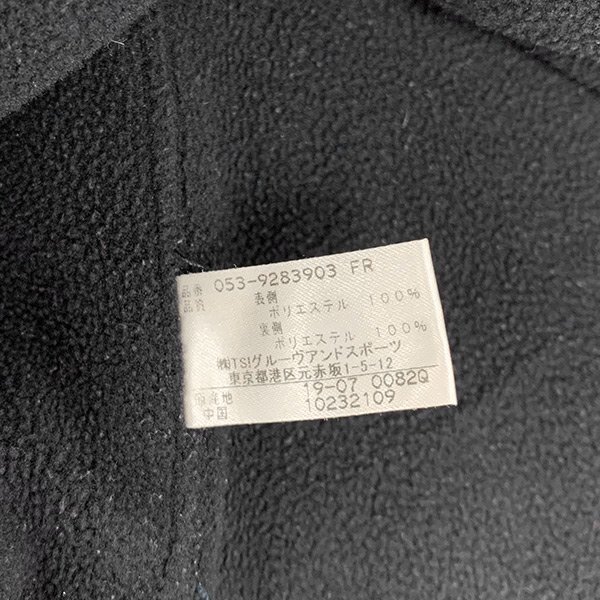 品番 053-9283903 FR
品質 表側
ポリエステル 100%
裏側
ポリエステル 100%
㈱TSIグルーヴアンドスポーツ
東京都港区元赤坂1-5-12
原産地 19-07 0082Q
中国 10232109